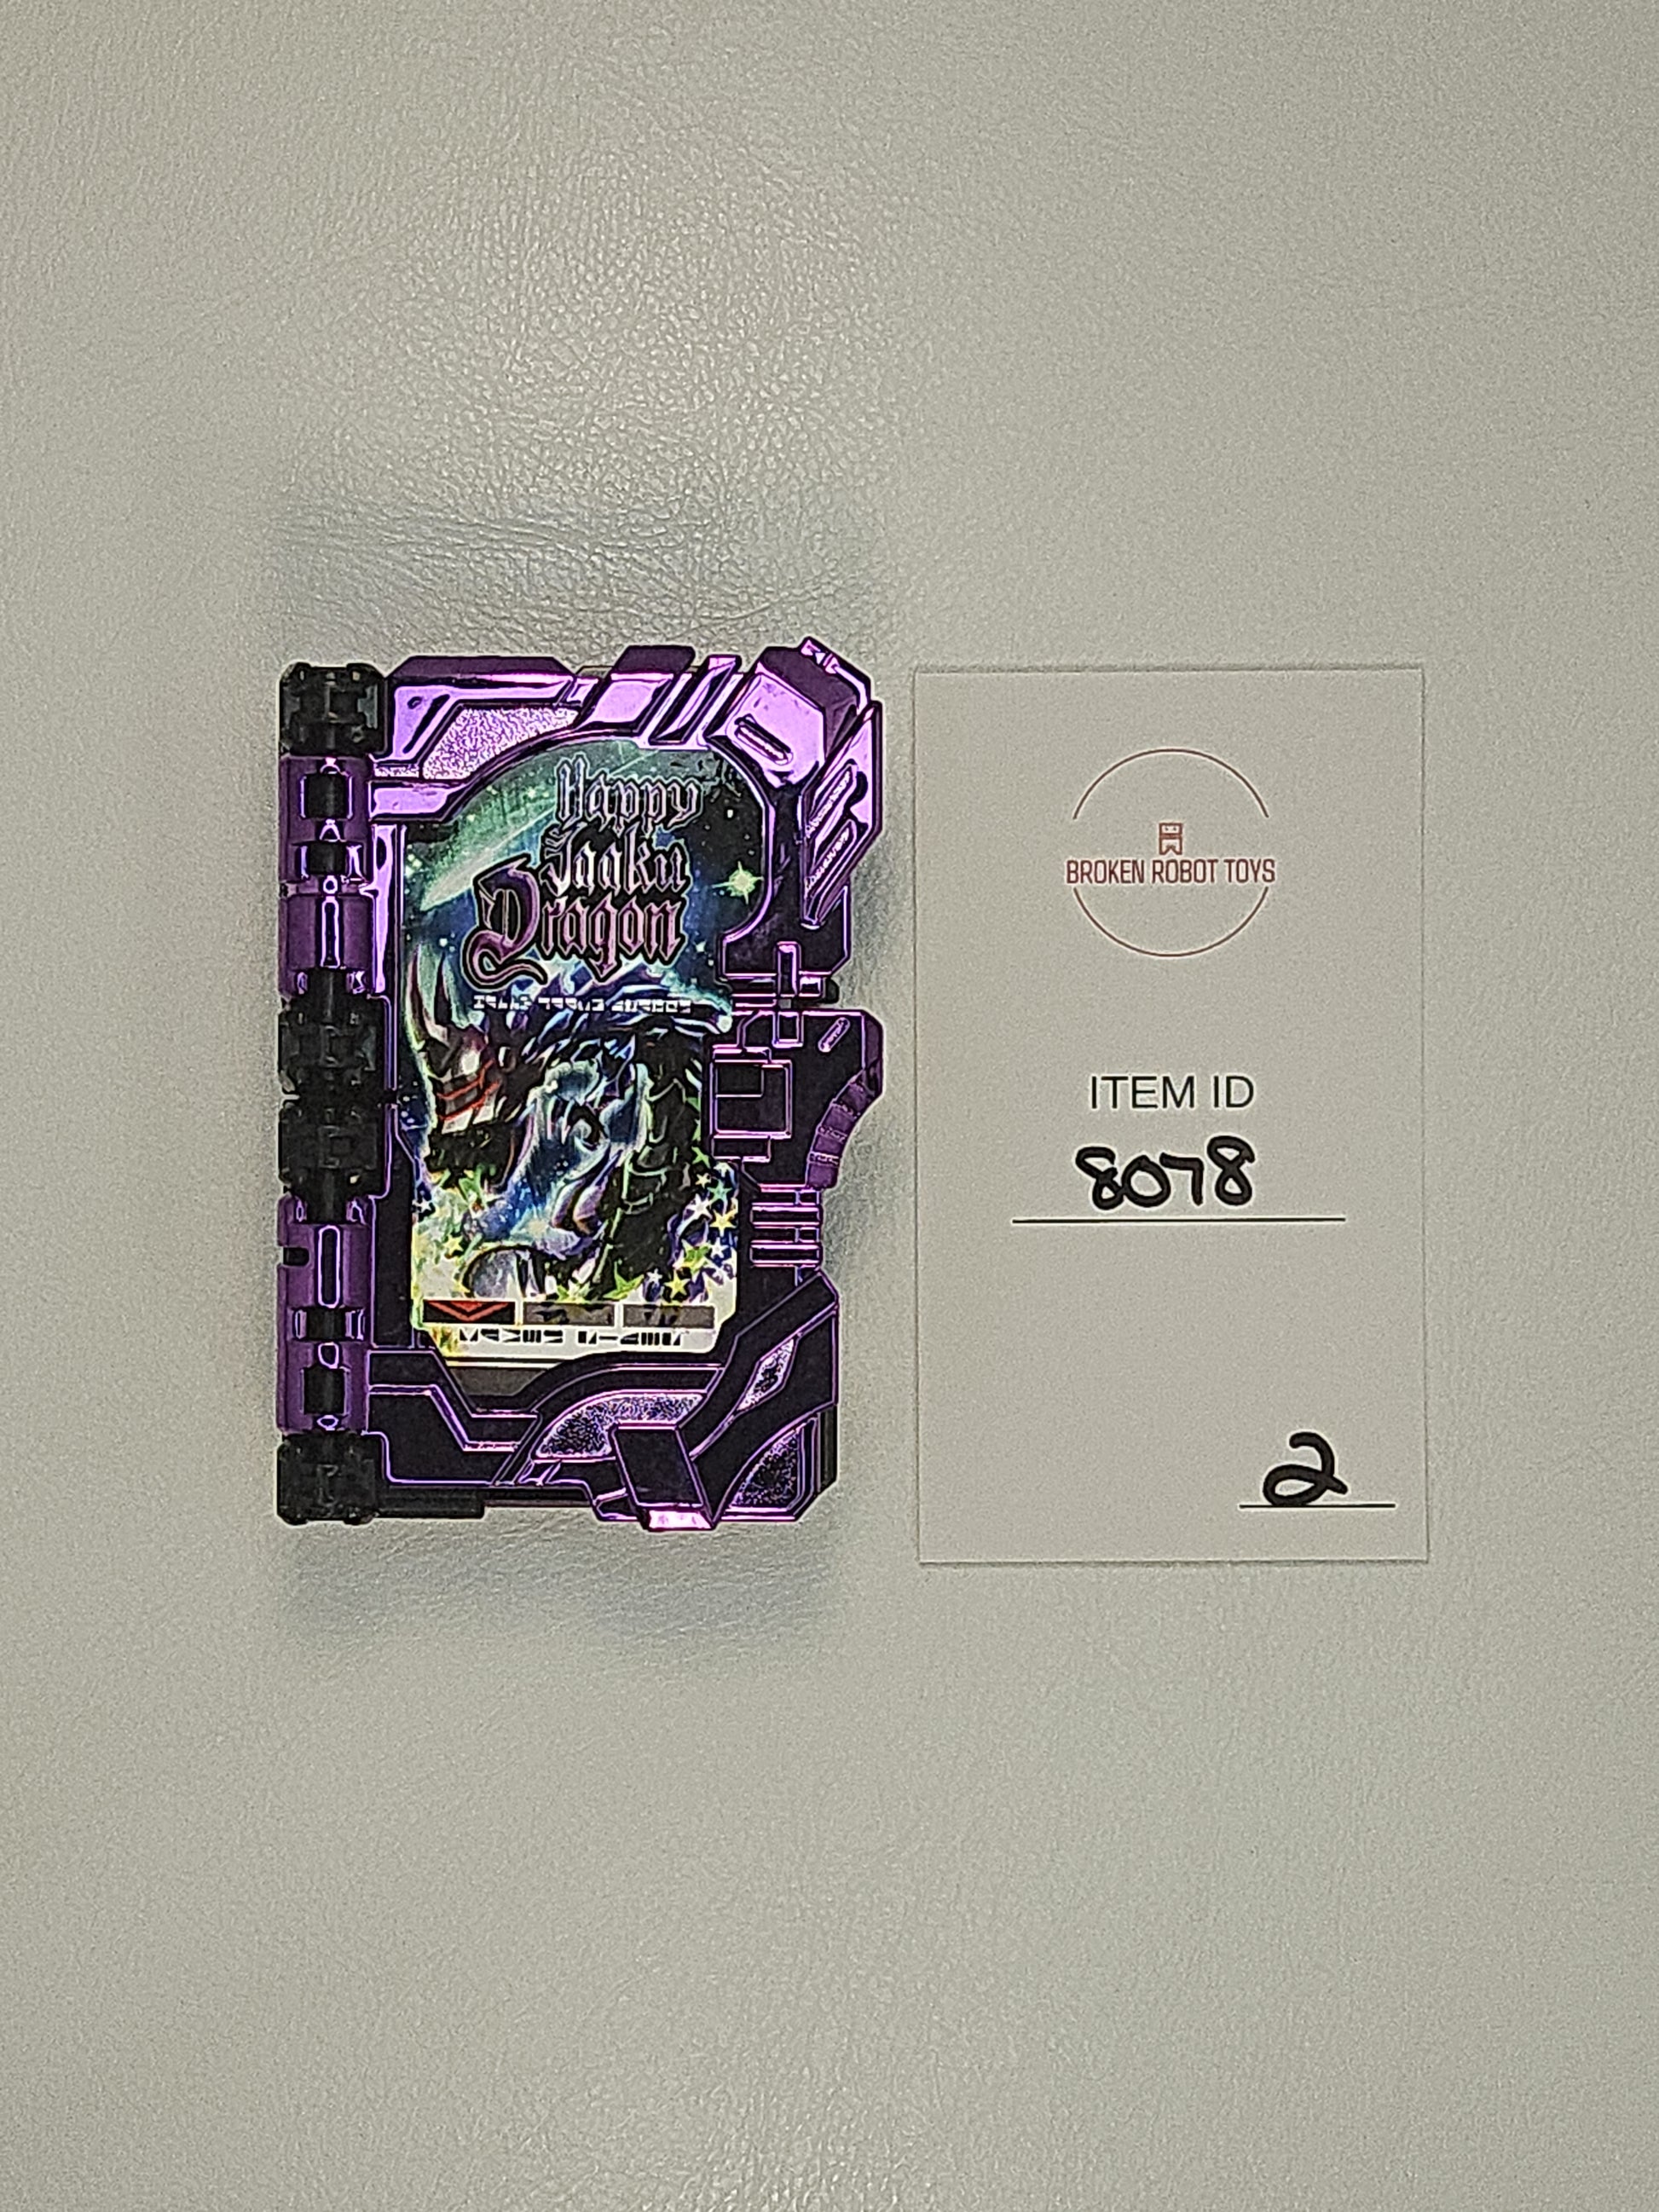 Happy
Jaaku
Dragon
BROKEN ROBOT TOYS
ITEM ID
8078
2